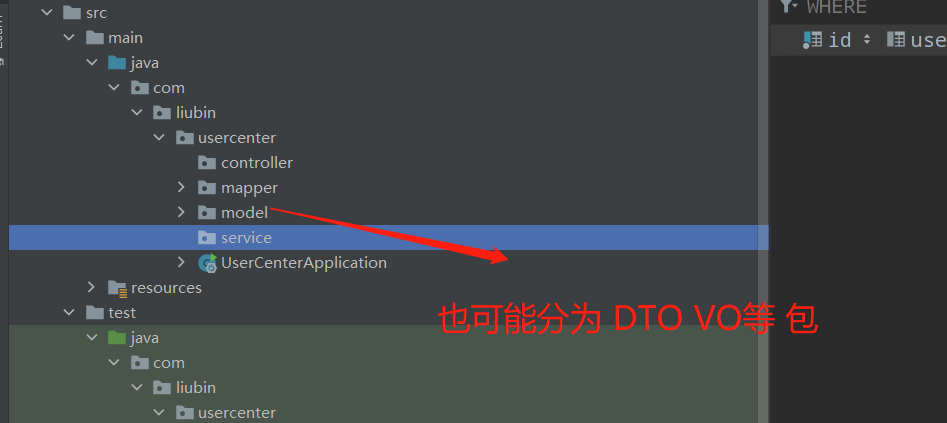 src
WHERE
main
id
use
java
com
liubin
usercenter
controller
mapper
model
service
UserCenterApplication
resources
也可能分为 DTO VO等 包
test
java
com
liubin
usercenter